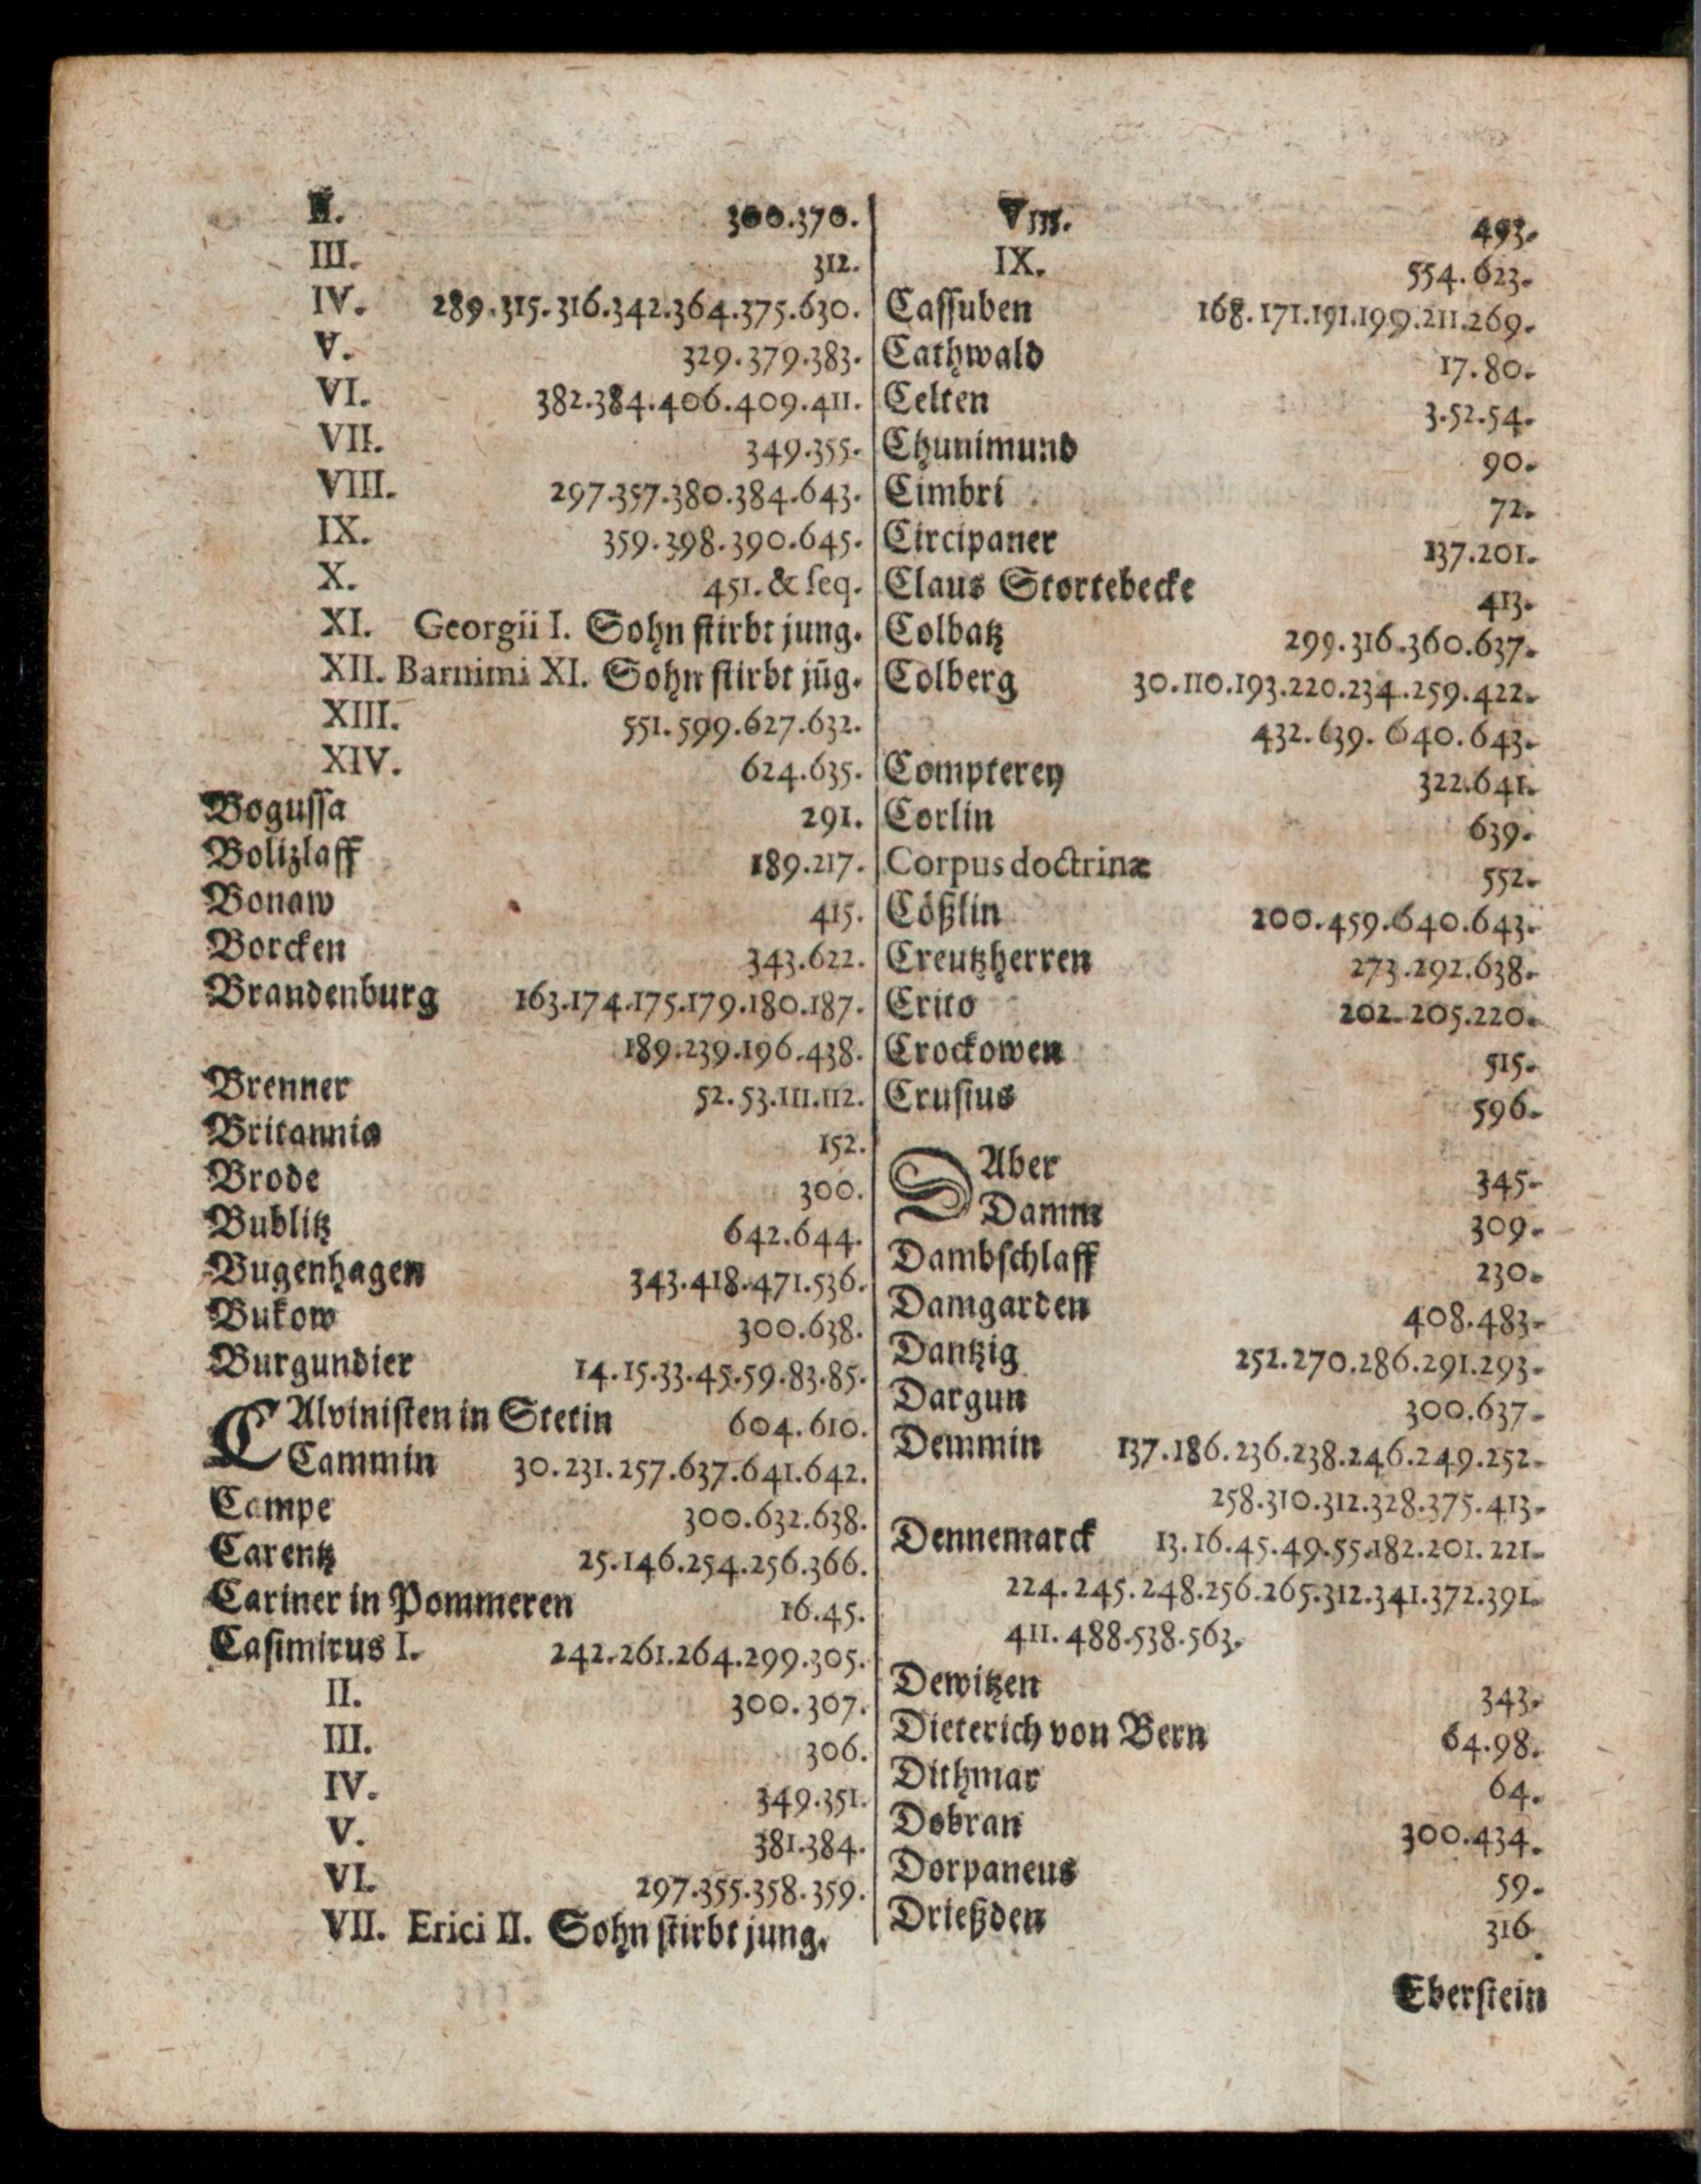 II. 300.370.
III. 312.
IV. 289.315.316.342.364.375.630.
V. 329.379.383.
VI. 382.384.406.409.411.
VII. 349.355.
VIII. 297.357.380.384.643.
IX. 359.398.390.645.
X. 451. & ſeq.
XI. Georgii I. Sohn ſtirbt jung.
XII. Barnimi XI. Sohn ſtirbt jūg.
XIII. 551.599.627.632.
XIV. 624.635.
Boguſſa 291.
Bolizlaff 189.217.
Bonaw 415.
Borcken 343.622.
Brandenburg 163.174.175.179.180.187.
189.239.196.438.
Brenner 52.53.111.112.
Britannia 152.
Brode 300.
Bublitz 642.644.
Bugenhagen 343.418.471.536.
Bukow 300.638.
Burgundier 14.15.33.45.59.83.85.
CAlviniſten in Stetin 604.610.
Cammin 30.231.257.637.641.642.
Campe 300.632.638.
Carentz 25.146.254.256.366.
Cariner in Pommeren 16.45.
Caſimirus I. 242.261.264.299.305.
II. 300.307.
III. 306.
IV. 349.351.
V. 381.384.
VI. 297.355.358.359.
VII. Erici II. Sohn ſtirbt jung.
VIII. 493.
IX. 554.623.
Caſſuben 168.171.191.199.211.269.
Cathwald 17.80.
Celten 3.52.54.
Chunimund 90.
Cimbri 72.
Circipaner 137.201.
Claus Stortebecke 413.
Colbatz 299.316.360.637.
Colberg 30.110.193.220.234.259.422.
432.639.640.643.
Compterey 322.641.
Corlin 639.
Corpus doctrinæ 552.
Cößlin 200.459.640.643.
Creutzherren 273.292.638.
Crito 202.205.220.
Crockowen 515.
Cruſius 596.
DAber 345.
Damm 309.
Dambſchlaff 230.
Damgarden 408.483.
Dantzig 252.270.286.291.293.
Dargun 300.637.
Demmin 137.186.236.238.246.249.252.
258.310.312.328.375.413.
Dennemarck 13.16.45.49.55.182.201.221.
224.245.248.256.265.312.341.372.391.
411.488.538.563.
Dewitzen 343.
Dieterich von Bern 64.98.
Dithmar 64.
Dobran 300.434.
Dorpaneus 59.
Drießden 316.
Eberſtein